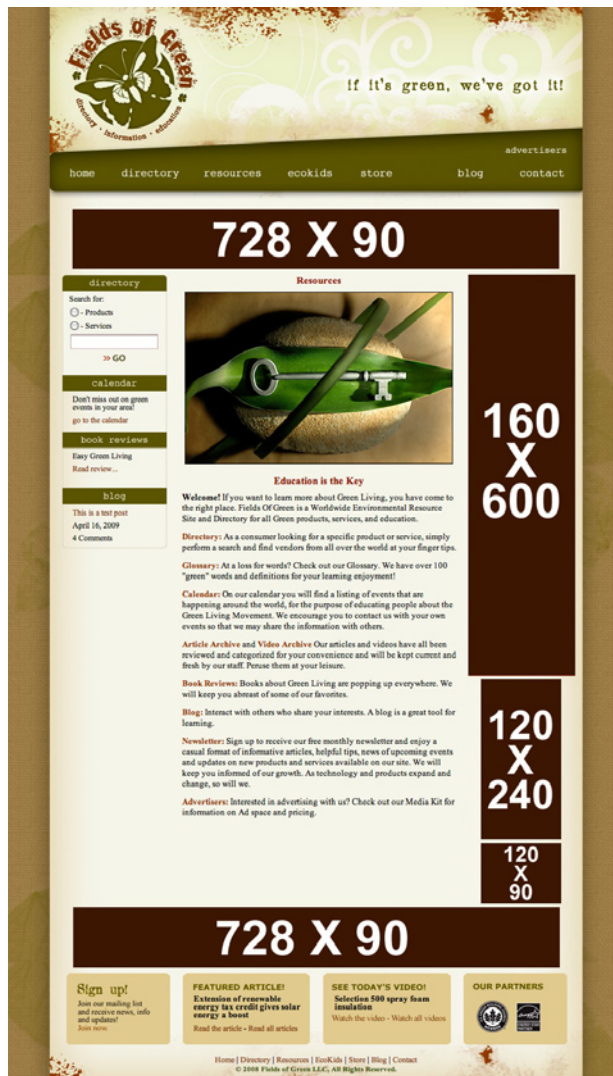 Fields of Green
directory • information • education
if it's green, we've got it!
advertisers
home directory resources ecokids store blog contact
728 X 90
directory
Search for:
- Products
- Services
>> GO
calendar
Don't miss out on green
events in your area!
go to the calendar
book reviews
Easy Green Living
Read review...
blog
This is a test post
April 16, 2009
4 Comments
Resources
Education is the Key
Welcome! If you want to learn more about Green Living, you have come to
the right place. Fields Of Green is a Worldwide Environmental Resource
Site and Directory for all Green products, services, and education.
Directory: As a consumer looking for a specific product or service, simply
perform a search and find vendors from all over the world at your finger tips.
Glossary: At a loss for words? Check out our Glossary. We have over 100
"green" words and definitions for your learning enjoyment!
Calendar: On our calendar you will find a listing of events that are
happening around the world, for the purpose of educating people about the
Green Living Movement. We encourage you to contact us with your own
events so that we may share the information with others.
Article Archive and Video Archive Our articles and videos have all been
reviewed and categorized for your convenience and will be kept current and
fresh by our staff. Peruse them at your leisure.
Book Reviews: Books about Green Living are popping up everywhere. We
will keep you abreast of some of our favorites.
Blog: Interact with others who share your interests. A blog is a great tool for
learning.
Newsletter: Sign up to receive our free monthly newsletter and enjoy a
casual format of informative articles, helpful tips, news of upcoming events
and updates on new products and services available on our site. We will
keep you informed of our growth. As technology and products expand and
change, so will we.
Advertisers: Interested in advertising with us? Check out our Media Kit for
information on Ad space and pricing.
160
X
600
120
X
240
120
X
90
728 X 90
Sign up!
Join our mailing list
and receive news, info
and updates!
Join now
FEATURED ARTICLE!
Extension of renewable
energy tax credit gives solar
energy a boost
Read the article - Read all articles
SEE TODAY'S VIDEO!
Selection 500 spray foam
insulation
Watch the video - Watch all videos
OUR PARTNERS
Home | Directory | Resources | EcoKids | Store | Blog | Contact
© 2008 Fields of Green LLC, All Rights Reserved.